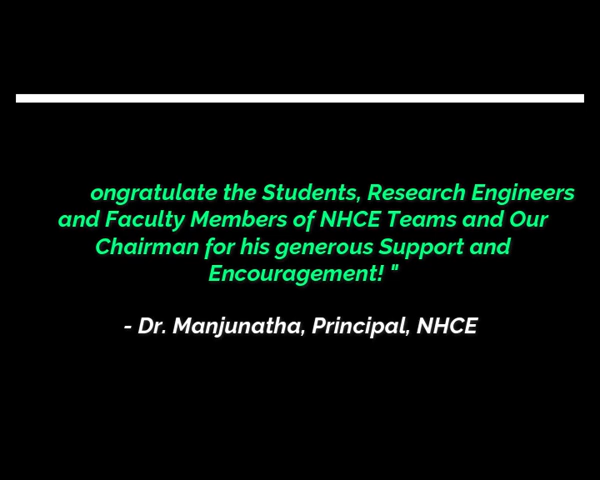 ongratulate the Students, Research Engineers
and Faculty Members of NHCE Teams and Our
Chairman for his generous Support and
Encouragement! "
- Dr. Manjunatha, Principal, NHCE